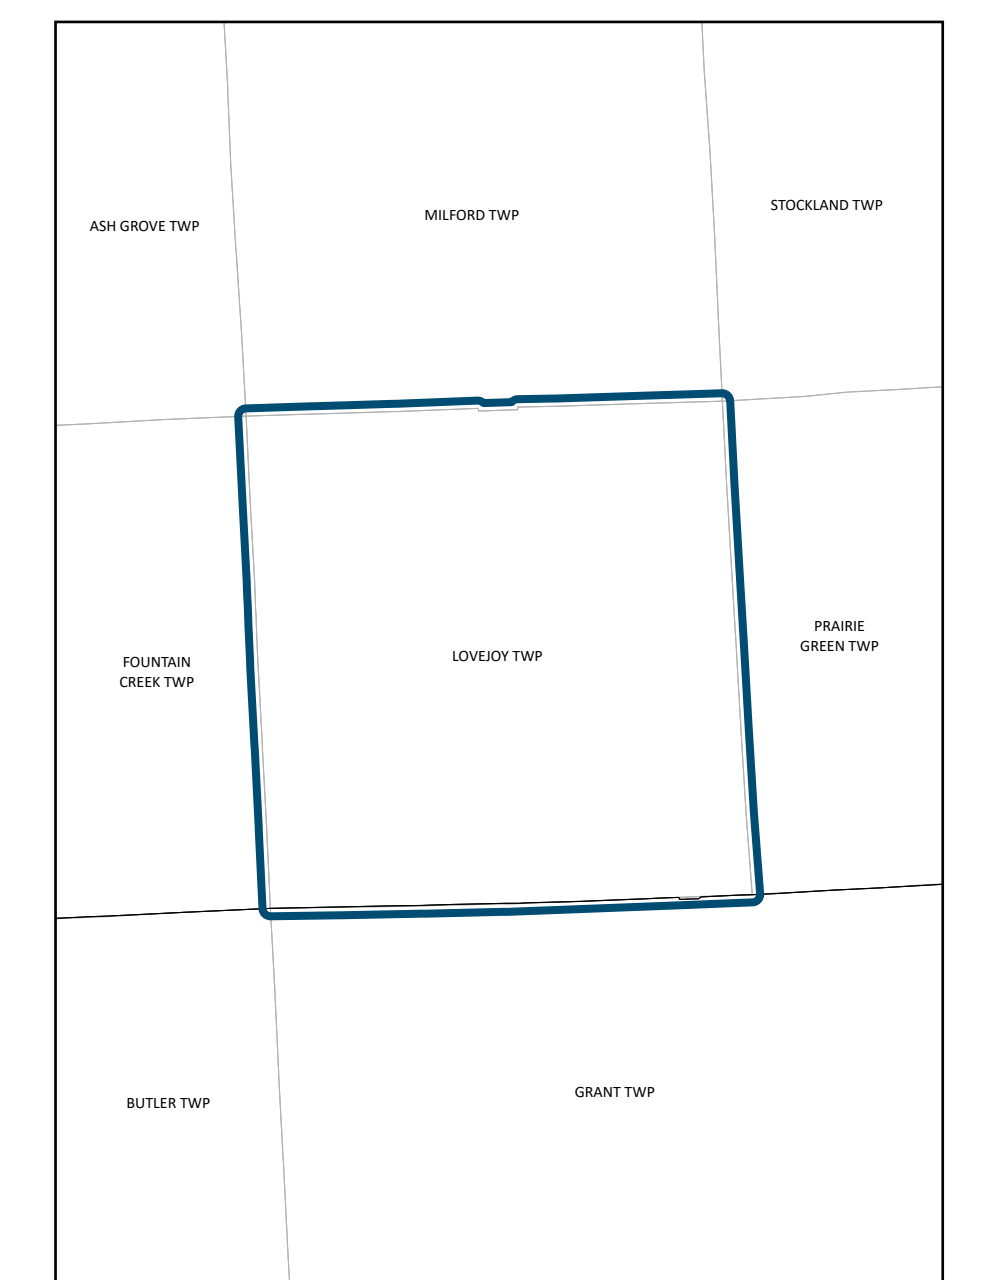 STOCKLAND TWP
MILFORD TWP
ASH GROVE TWP
PRAIRIE
GREEN TWP
LOVEJOY TWP
FOUNTAIN
CREEK TWP
GRANT TWP
BUTLER TWP